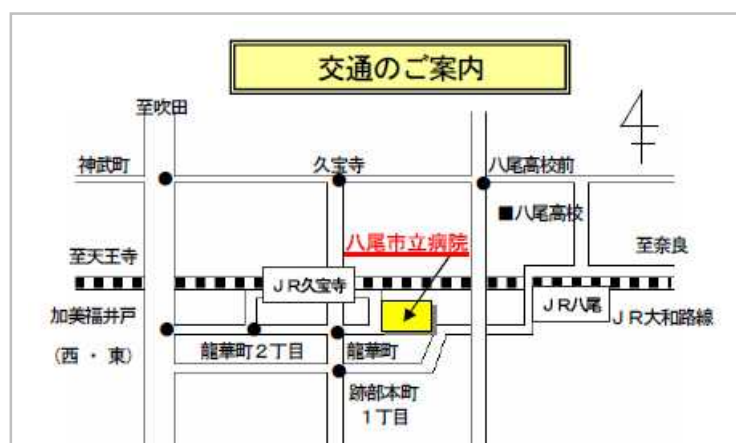 交通のご案内
至吹田
神武町
久宝寺
八尾高校前
■八尾高校
八尾市立病院
至天王寺
至奈良
JR久宝寺
JR八尾
加美福井戸
(西・東)
JR大和路線
龍華町2丁目
龍華町
跡部本町
1丁目